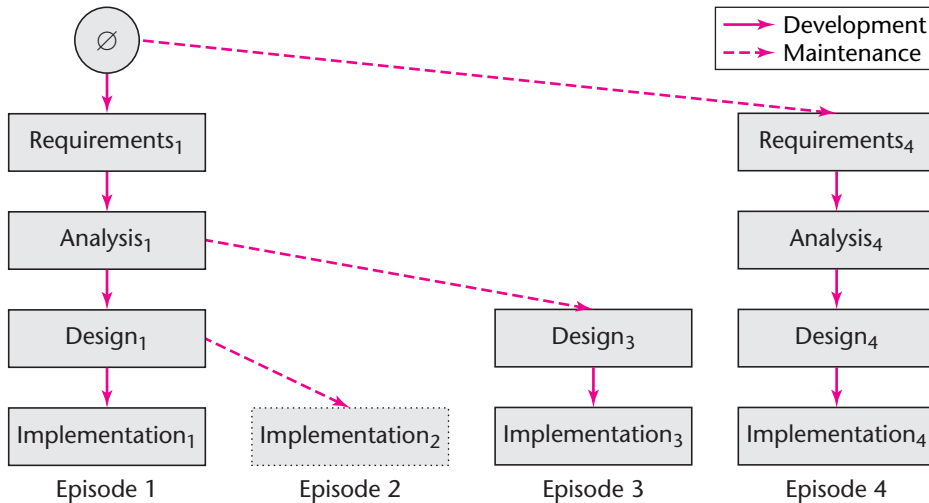 ∅
Development
Maintenance
Requirements₁
Requirements₄
Analysis₁
Analysis₄
Design₁
Design₃
Design₄
Implementation₁
Implementation₂
Implementation₃
Implementation₄
Episode 1
Episode 2
Episode 3
Episode 4